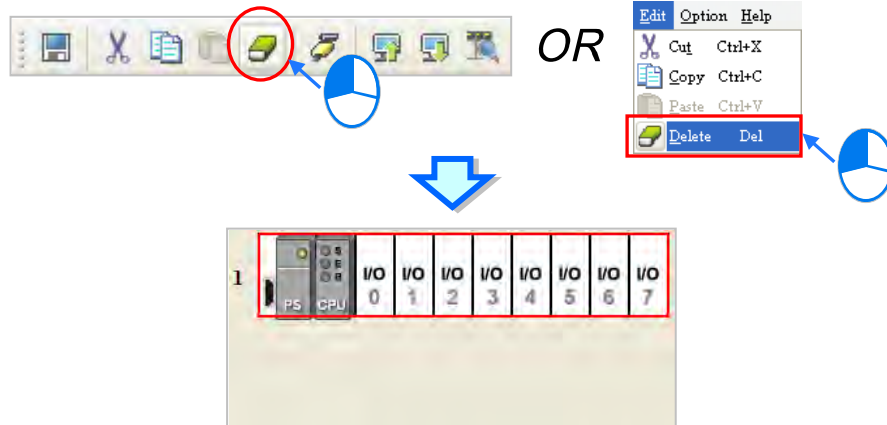 OR
Edit Option Help
Cut Ctrl+X
Copy Ctrl+C
Paste Ctrl+V
Delete Del
1
PS CPU
I/O I/O I/O I/O I/O I/O I/O I/O
0 1 2 3 4 5 6 7